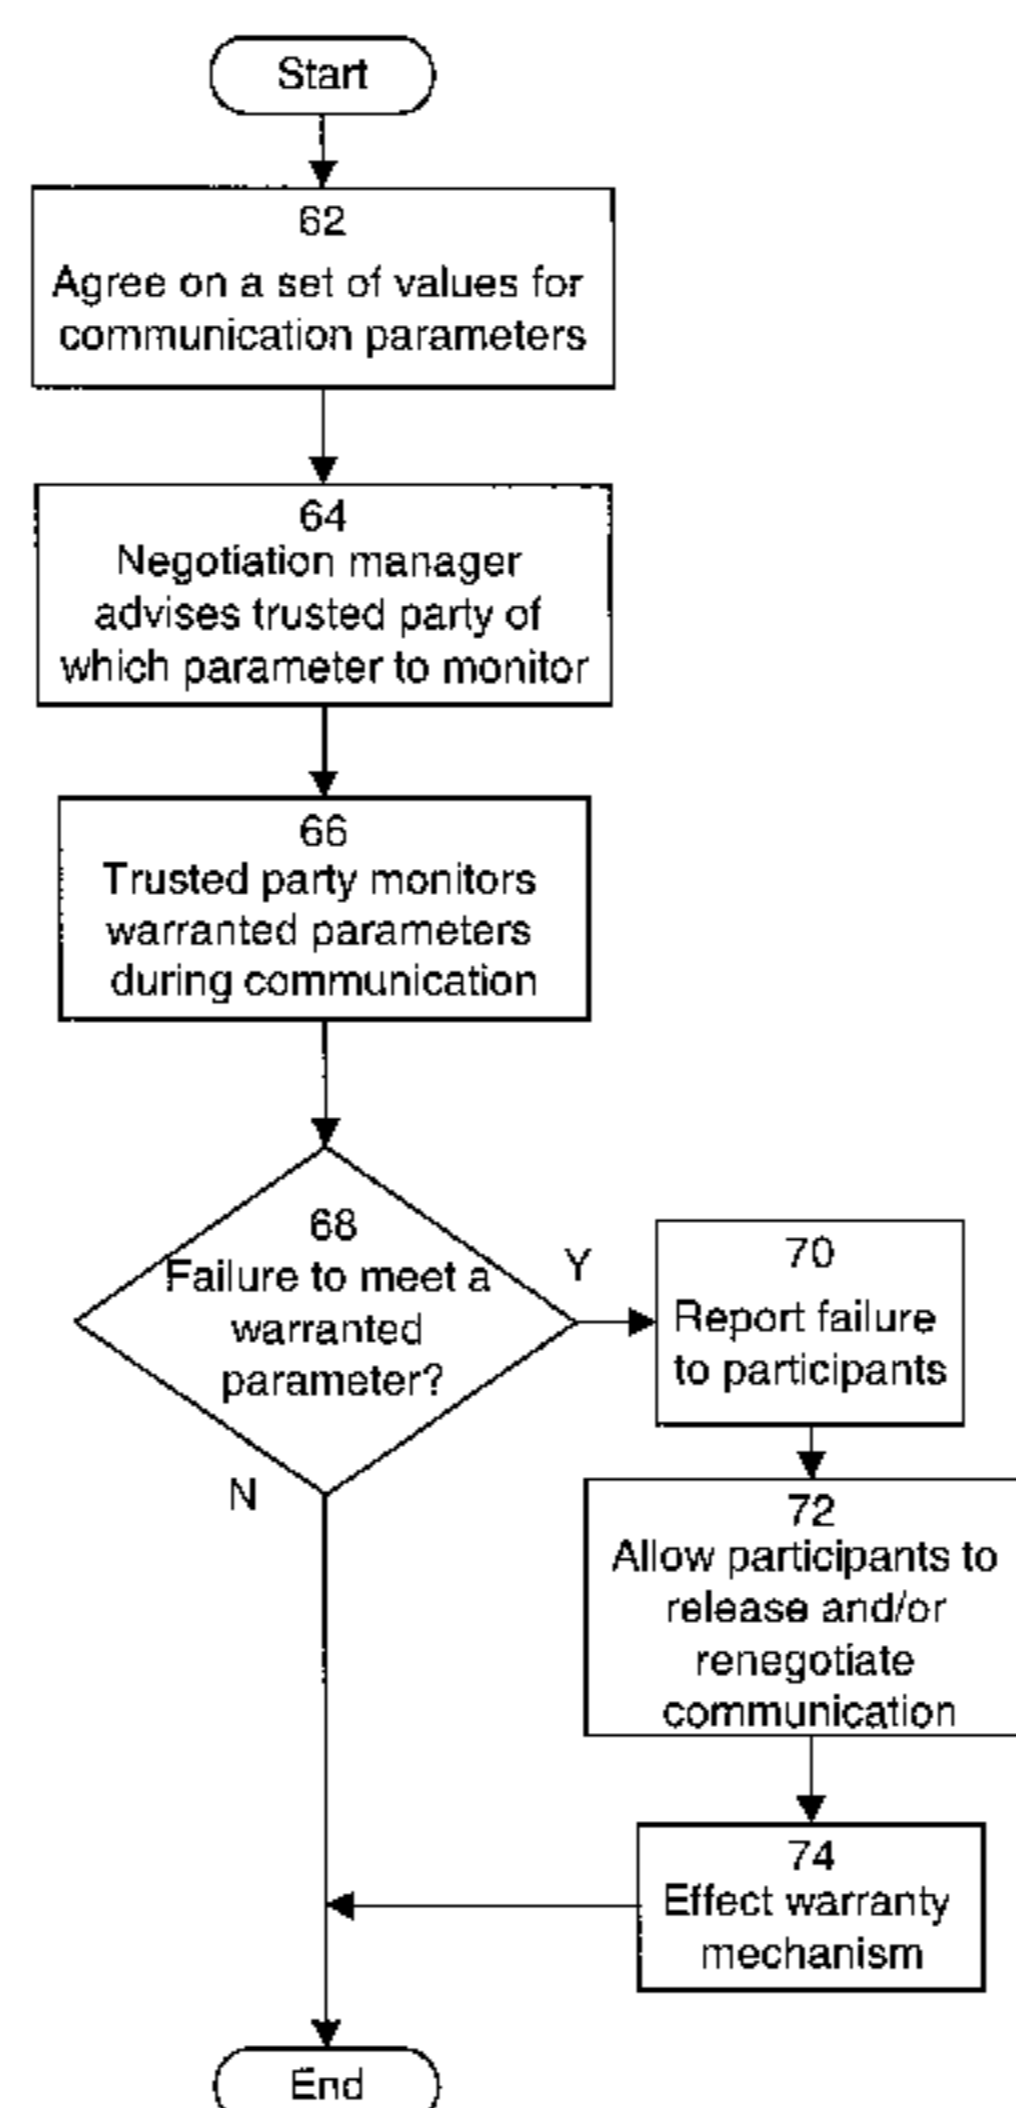 Start
62
Agree on a set of values for
communication parameters
64
Negotiation manager
advises trusted party of
which parameter to monitor
66
Trusted party monitors
warranted parameters
during communication
68
Failure to meet a
warranted
parameter?
Y
N
70
Report failure
to participants
72
Allow participants to
release and/or
renegotiate
communication
74
Effect warranty
mechanism
End